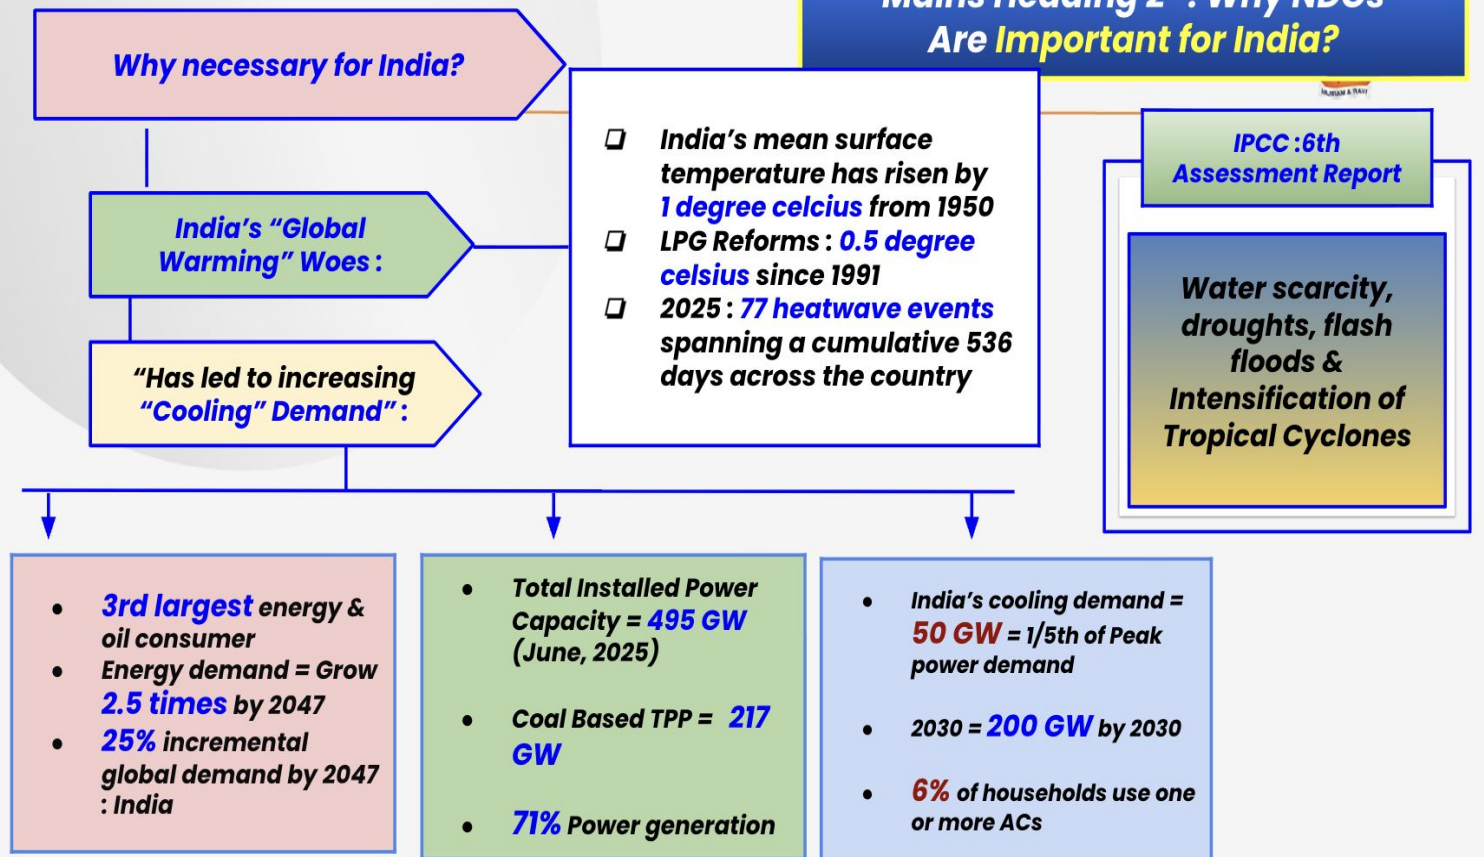 Mains Heading 2 : Why NDCs
Are Important for India?
Why necessary for India?
India’s “Global
Warming” Woes :
“Has led to increasing
“Cooling” Demand” :
❑ India’s mean surface
temperature has risen by
1 degree celcius from 1950
❑ LPG Reforms : 0.5 degree
celsius since 1991
❑ 2025 : 77 heatwave events
spanning a cumulative 536
days across the country
IPCC :6th
Assessment Report
Water scarcity,
droughts, flash
floods &
Intensification of
Tropical Cyclones
● 3rd largest energy &
oil consumer
● Energy demand = Grow
2.5 times by 2047
● 25% incremental
global demand by 2047
: India
● Total Installed Power
Capacity = 495 GW
(June, 2025)
● Coal Based TPP = 217
GW
● 71% Power generation
● India’s cooling demand =
50 GW = 1/5th of Peak
power demand
● 2030 = 200 GW by 2030
● 6% of households use one
or more ACs